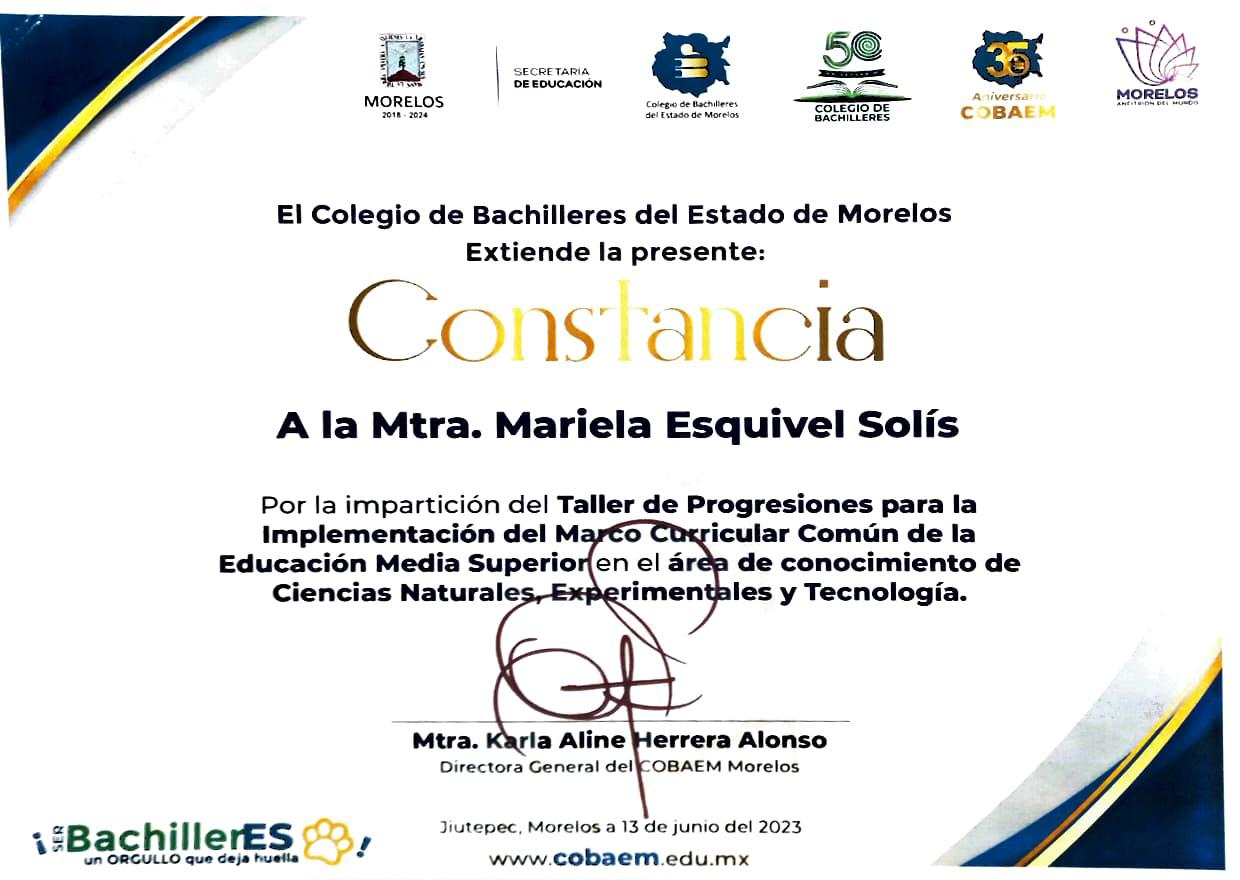 MORELOS
2018 - 2024
SECRETARIA
DE EDUCACIÓN
Colegio de Bachilleres
del Estado de Morelos
50
COLEGIO DE
BACHILLERES
35
Aniversario
COBAEM
MORELOS
ANFITRIÓN DEL MUNDO
El Colegio de Bachilleres del Estado de Morelos
Extiende la presente:
Constancia
A la Mtra. Mariela Esquivel Solís
Por la impartición del Taller de Progresiones para la
Implementación del Marco Curricular Común de la
Educación Media Superior en el área de conocimiento de
Ciencias Naturales, Experimentales y Tecnología.
Mtra. Karla Aline Herrera Alonso
Directora General del COBAEM Morelos
¡SER BachillerES!
un ORGULLO que deja huella
Jiutepec, Morelos a 13 de junio del 2023
www.cobaem.edu.mx